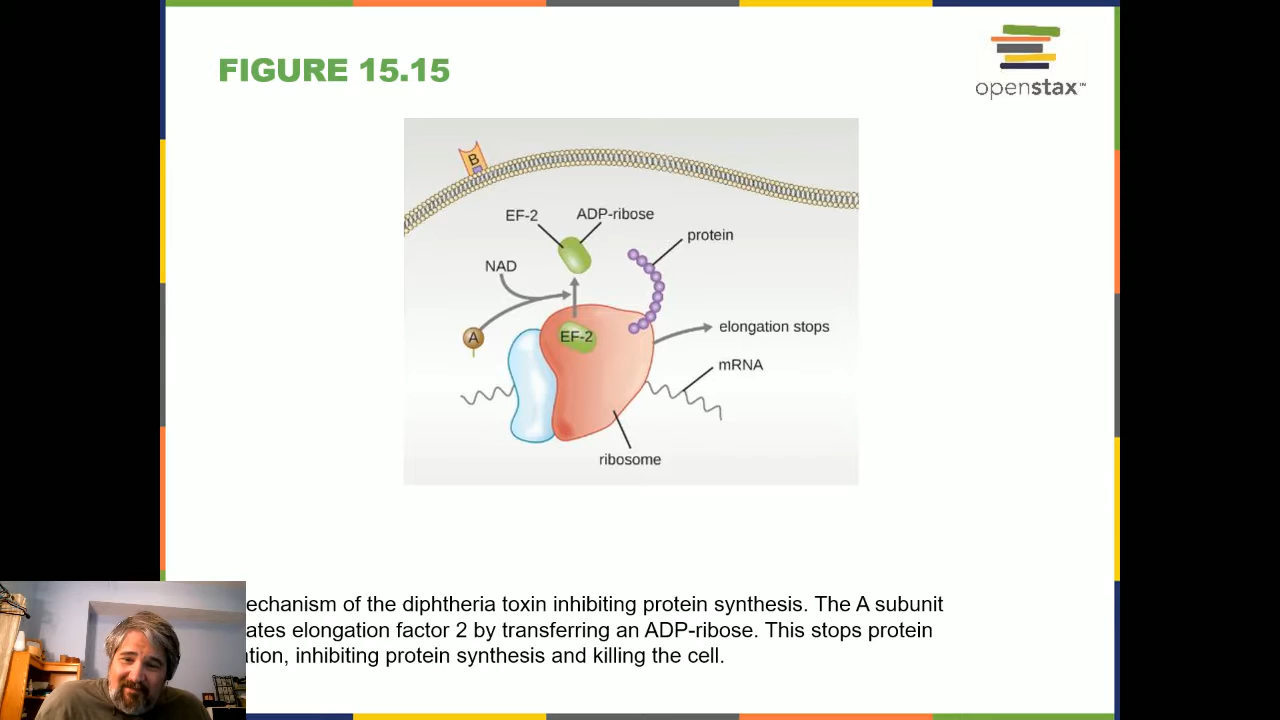 FIGURE 15.15
openstax™
B
EF-2
ADP-ribose
protein
NAD
A
EF-2
elongation stops
mRNA
ribosome
echanism of the diphtheria toxin inhibiting protein synthesis. The A subunit
ates elongation factor 2 by transferring an ADP-ribose. This stops protein
ation, inhibiting protein synthesis and killing the cell.